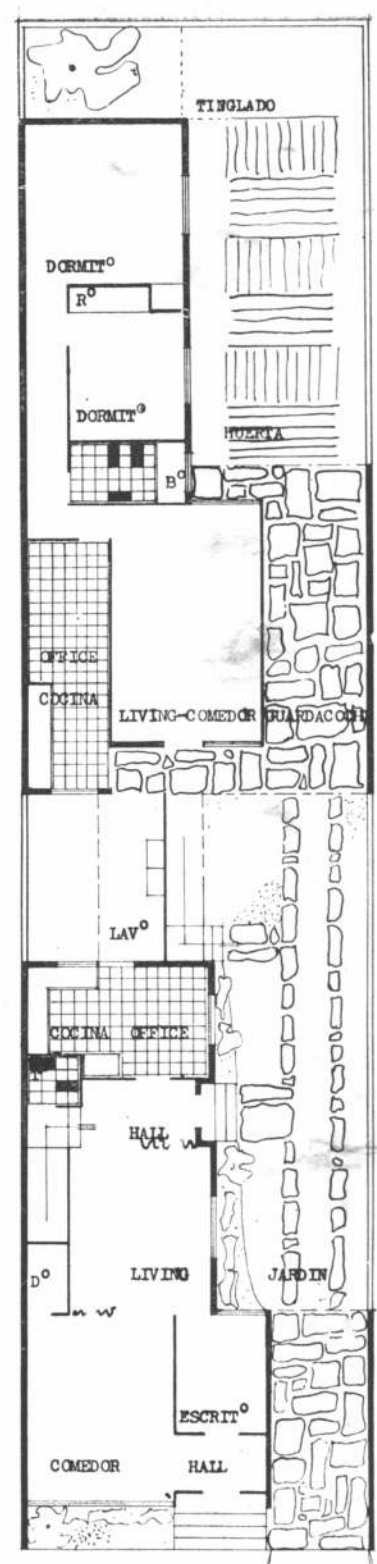 TINGLADO
DORMITº
Rº
DORMITº
HUERTA
Bº
OFFICE
COCINA
LIVING-COMEDOR GUARDACOCHE
LAVº
COCINA OFFICE
T
HALL
Dº
LIVING
JARDIN
ESCRITº
COMEDOR
HALL